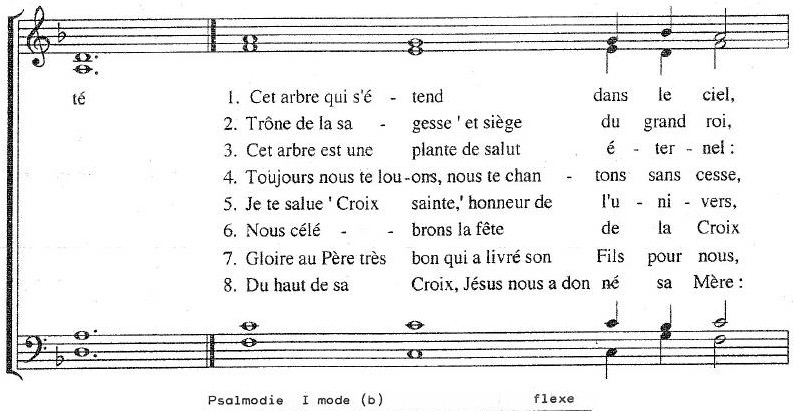 té 1. Cet arbre qui s'é - tend dans le ciel,
2. Trône de la sa - gesse ' et siège du grand roi,
3. Cet arbre est une plante de salut é - ter - nel :
4. Toujours nous te lou-ons, nous te chan - tons sans cesse,
5. Je te salue ' Croix sainte,' honneur de l'u - ni - vers,
6. Nous célé - - brons la fête de la Croix
7. Gloire au Père très bon qui a livré son Fils pour nous,
8. Du haut de sa Croix, Jésus nous a don né sa Mère :
Psalmodie I mode (b) flexe